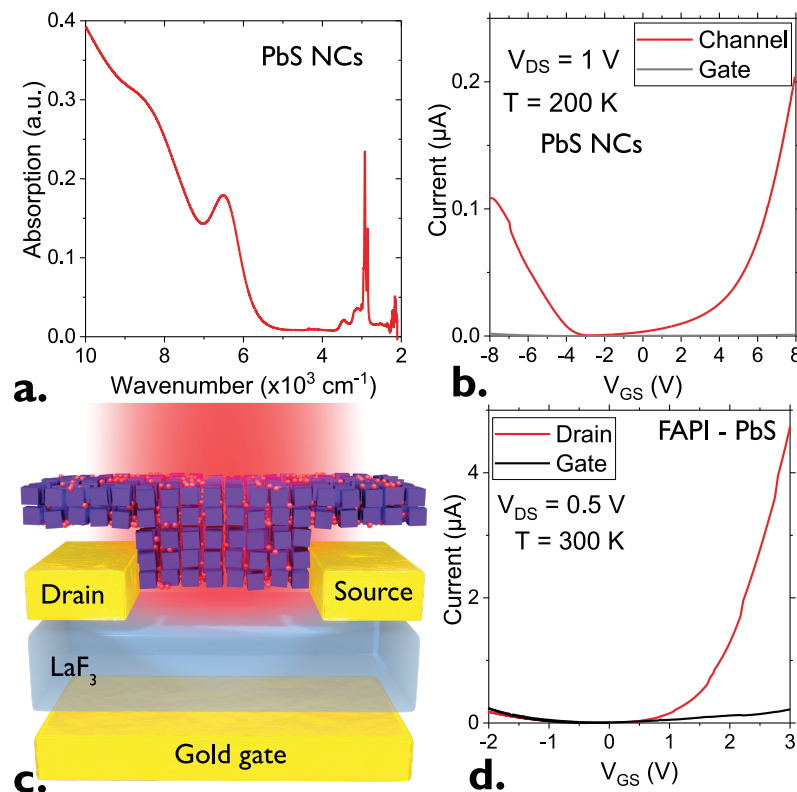 0.4
0.3
0.2
0.1
0.0
Absorption (a.u.)
PbS NCs
10
8
6
4
2
Wavenumber (x10³ cm⁻¹)
a.
Channel
Gate
V_DS = 1 V
T = 200 K
PbS NCs
0,2
0,1
0,0
Current (µA)
-8
-6
-4
-2
0
2
4
6
8
V_GS (V)
b.
Drain
Source
LaF₃
Gold gate
c.
Drain
Gate
FAPI - PbS
V_DS = 0.5 V
T = 300 K
4
2
0
Current (µA)
-2
-1
0
1
2
3
V_GS (V)
d.